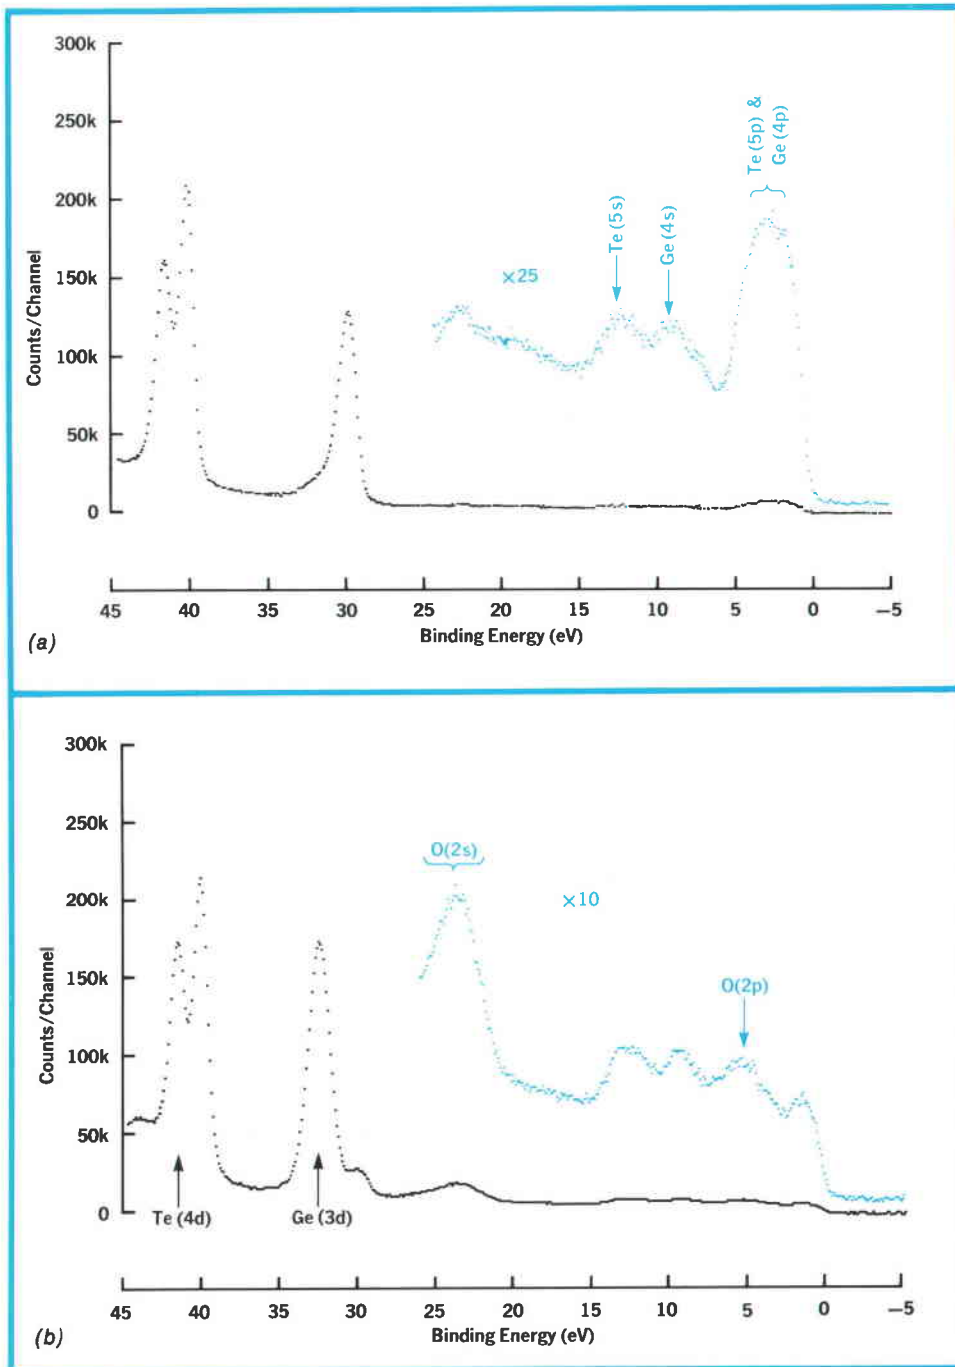 300k
250k
200k
150k
100k
50k
0
Counts/Channel
×25
Te (5s)
Ge (4s)
Te (5p) &
Ge (4p)
45 40 35 30 25 20 15 10 5 0 −5
Binding Energy (eV)
(a)
300k
250k
200k
150k
100k
50k
0
Counts/Channel
O(2s)
×10
O(2p)
Te (4d)
Ge (3d)
45 40 35 30 25 20 15 10 5 0 −5
Binding Energy (eV)
(b)